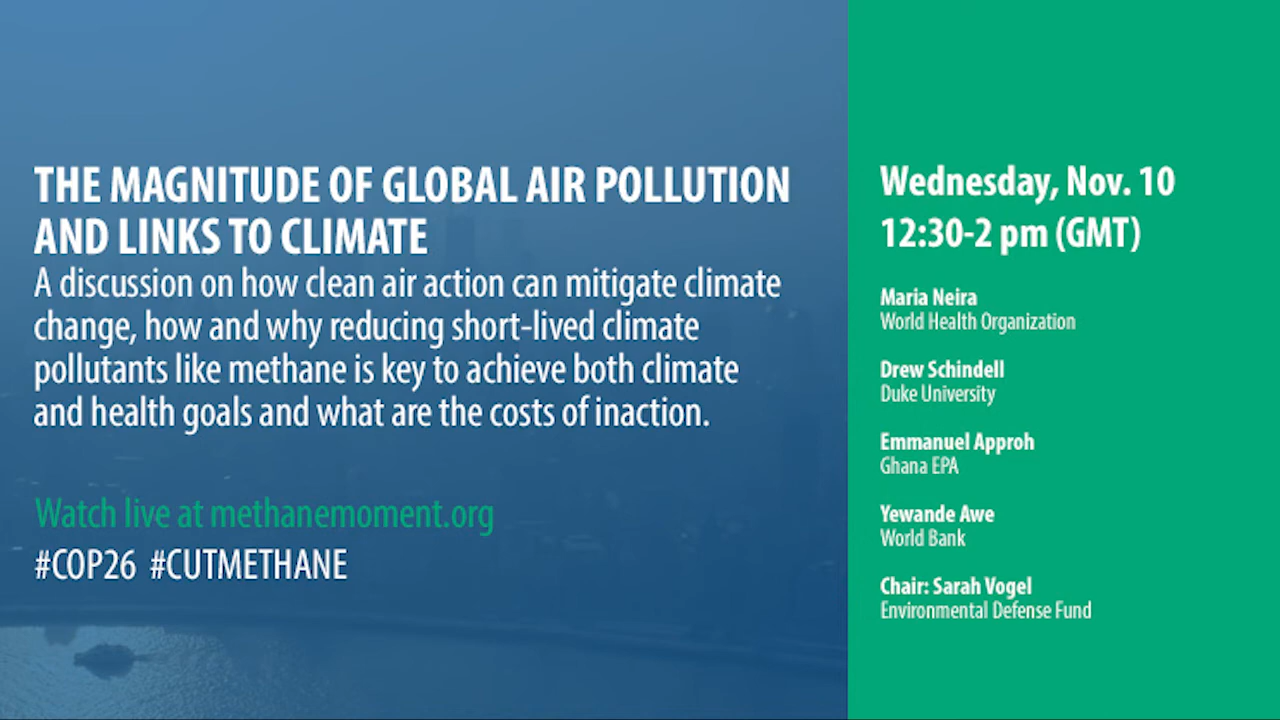 THE MAGNITUDE OF GLOBAL AIR POLLUTION
AND LINKS TO CLIMATE
A discussion on how clean air action can mitigate climate
change, how and why reducing short-lived climate
pollutants like methane is key to achieve both climate
and health goals and what are the costs of inaction.
Watch live at methanemoment.org
#COP26 #CUTMETHANE
Wednesday, Nov. 10
12:30-2 pm (GMT)
Maria Neira
World Health Organization
Drew Schindell
Duke University
Emmanuel Approh
Ghana EPA
Yewande Awe
World Bank
Chair: Sarah Vogel
Environmental Defense Fund